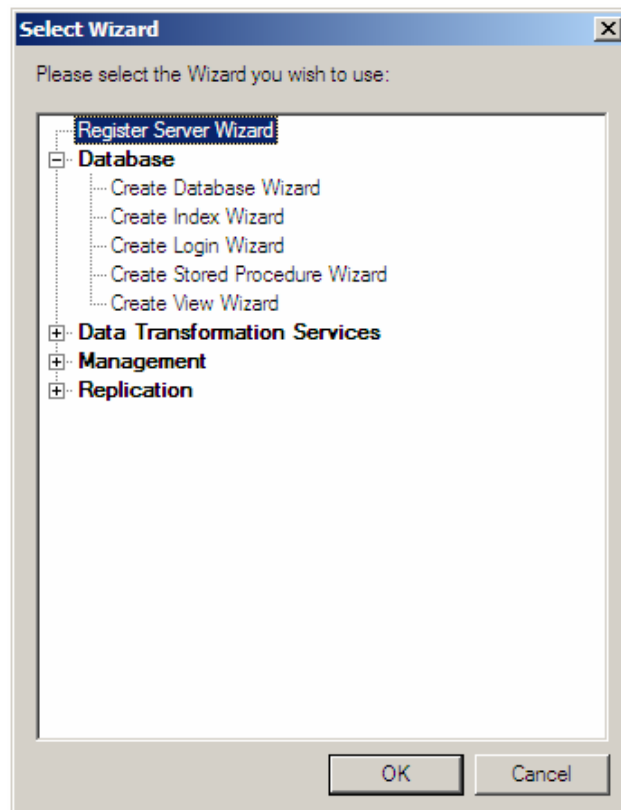 Select Wizard
Please select the Wizard you wish to use:
Register Server Wizard
Database
Create Database Wizard
Create Index Wizard
Create Login Wizard
Create Stored Procedure Wizard
Create View Wizard
Data Transformation Services
Management
Replication
OK
Cancel